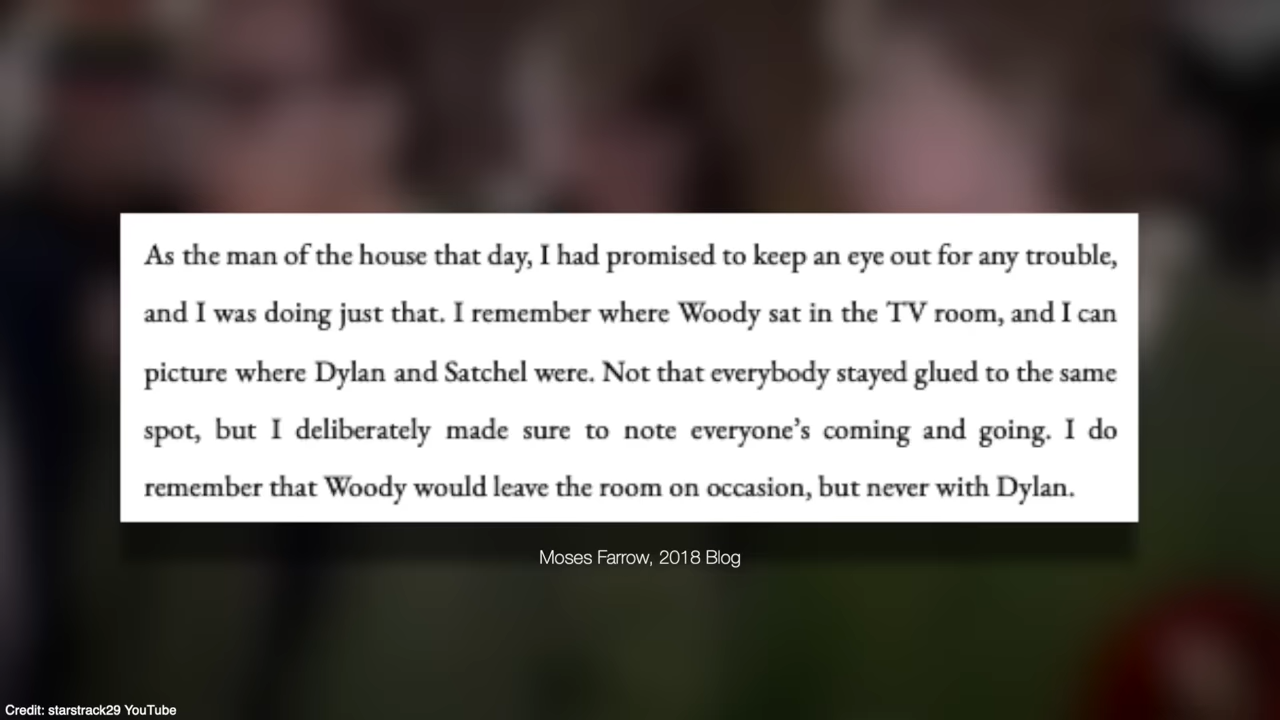 As the man of the house that day, I had promised to keep an eye out for any trouble,
and I was doing just that. I remember where Woody sat in the TV room, and I can
picture where Dylan and Satchel were. Not that everybody stayed glued to the same
spot, but I deliberately made sure to note everyone’s coming and going. I do
remember that Woody would leave the room on occasion, but never with Dylan.
Moses Farrow, 2018 Blog
Credit: starstrack29 YouTube